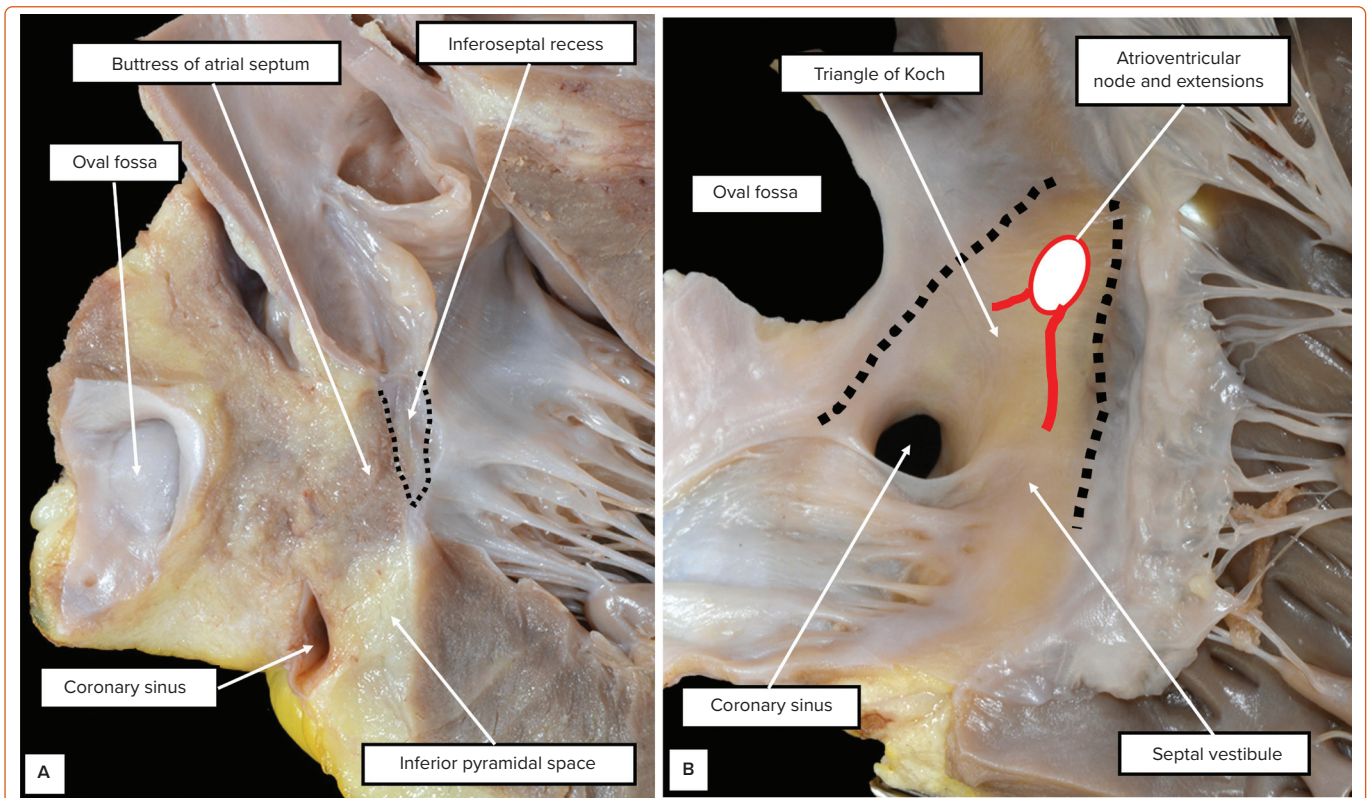 Inferoseptal recess
Buttress of atrial septum
Oval fossa
Coronary sinus
Inferior pyramidal space
A
Atrioventricular
node and extensions
Triangle of Koch
Oval fossa
Coronary sinus
Septal vestibule
B